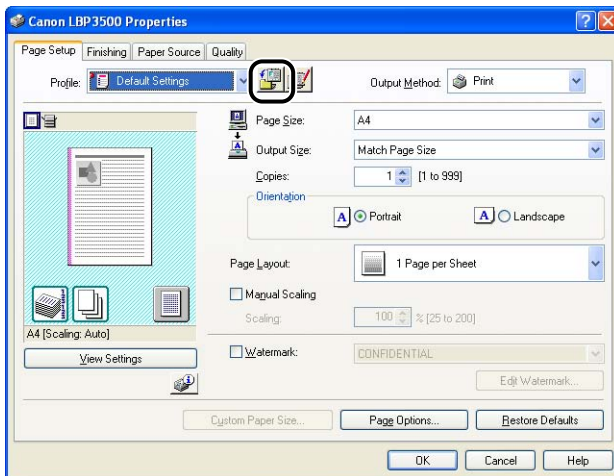 Canon LBP3500 Properties
Page Setup Finishing Paper Source Quality
Profile: Default Settings Output Method: Print
Page Size: A4
Output Size: Match Page Size
Copies: 1 [1 to 999]
Orientation
A Portrait A Landscape
Page Layout: 1 Page per Sheet
Manual Scaling
Scaling: 100 % [25 to 200]
A4 [Scaling: Auto]
View Settings
Watermark: CONFIDENTIAL
Edit Watermark...
Custom Paper Size... Page Options... Restore Defaults
OK Cancel Help